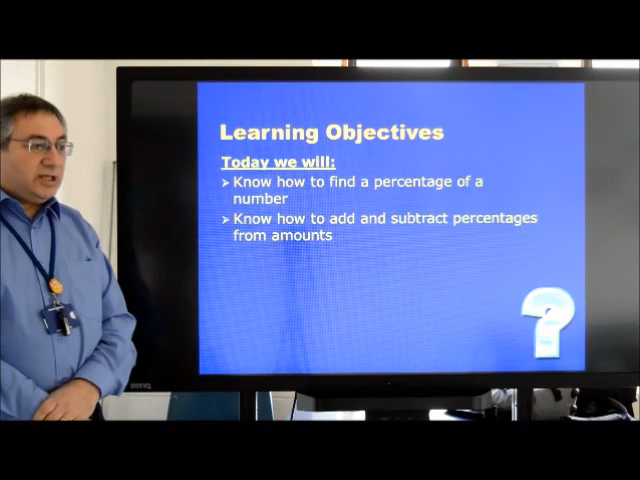 Learning Objectives
Today we will:
➢ Know how to find a percentage of a
number
➢ Know how to add and subtract percentages
from amounts
BENQ